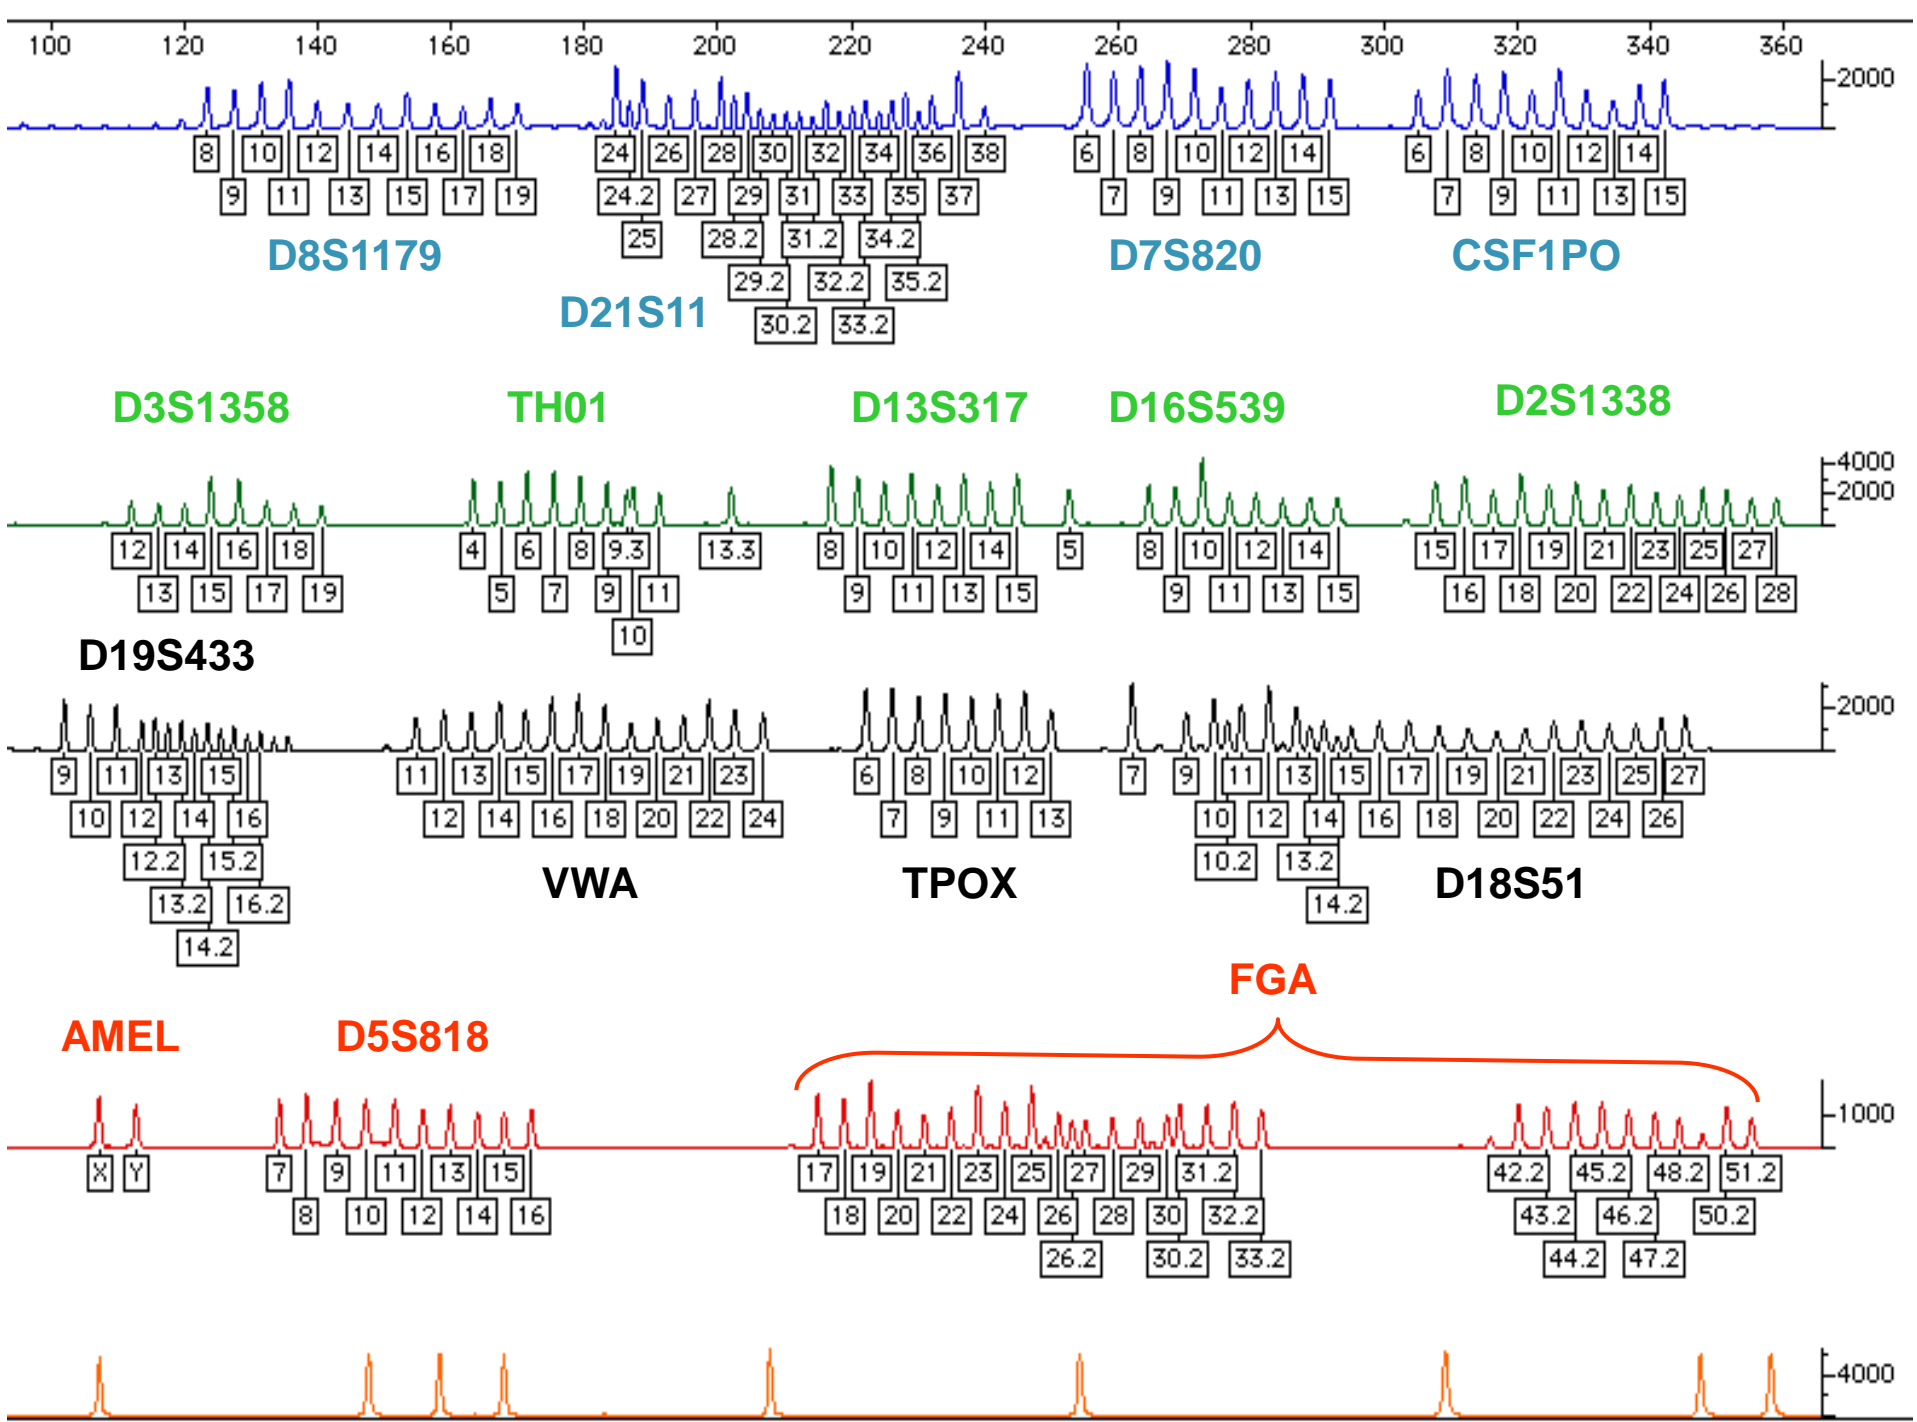 100 120 140 160 180 200 220 240 260 280 300 320 340 360
2000
8 10 12 14 16 18 24 26 28 30 32 34 36 38 6 8 10 12 14 6 8 10 12 14
9 11 13 15 17 19 24.2 27 29 31 33 35 37 7 9 11 13 15 7 9 11 13 15
25 28.2 31.2 34.2
D8S1179 D7S820 CSF1PO
29.2 32.2 35.2
D21S11
30.2 33.2
D3S1358 TH01 D13S317 D16S539 D2S1338
4000
2000
12 14 16 18 4 6 8 9.3 13.3 8 10 12 14 5 8 10 12 14 15 17 19 21 23 25 27
13 15 17 19 5 7 9 11 9 11 13 15 9 11 13 15 16 18 20 22 24 26 28
10
D19S433
2000
9 11 13 15 11 13 15 17 19 21 23 6 8 10 12 7 9 11 13 15 17 19 21 23 25 27
10 12 14 16 12 14 16 18 20 22 24 7 9 11 13 10 12 14 16 18 20 22 24 26
12.2 15.2 10.2 13.2
VWA TPOX D18S51
13.2 16.2 14.2
14.2
FGA
AMEL D5S818
1000
X Y 7 9 11 13 15 17 19 21 23 25 27 29 31.2 42.2 45.2 48.2 51.2
8 10 12 14 16 18 20 22 24 26 28 30 32.2 43.2 46.2 50.2
26.2 30.2 33.2 44.2 47.2
4000